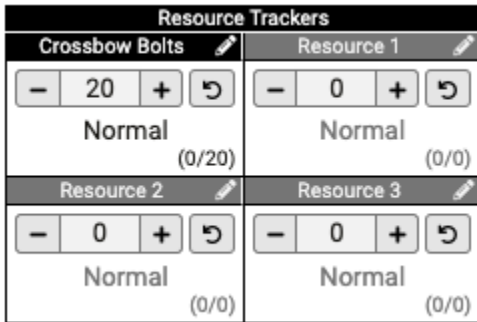 Resource Trackers
Crossbow Bolts
Resource 1
− 20 +
− 0 +
Normal
Normal
(0/20)
(0/0)
Resource 2
Resource 3
− 0 +
− 0 +
Normal
Normal
(0/0)
(0/0)